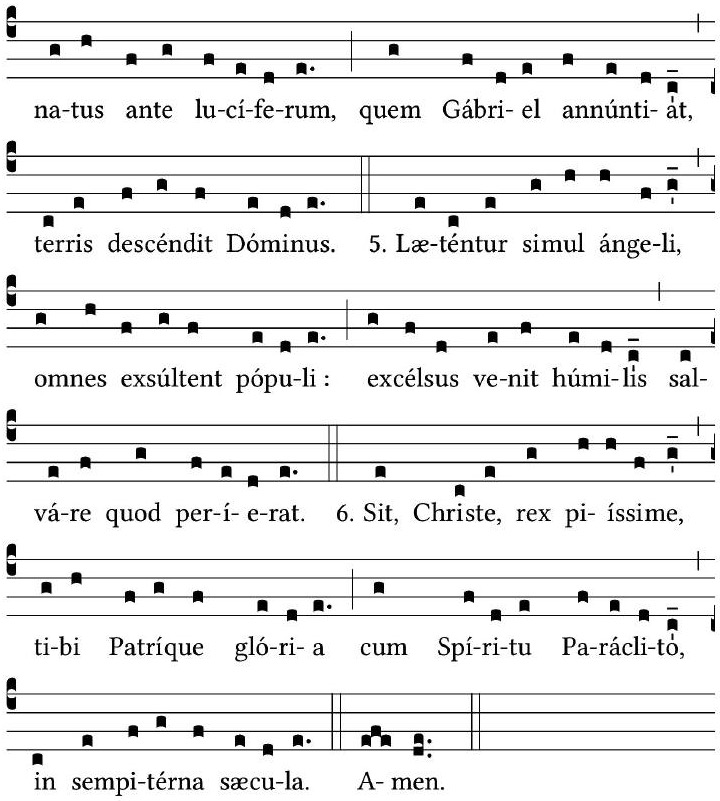 na-tus ante lu-cí-fe-rum, quem Gábri-el annúnti-at,
terris descéndit Dóminus. 5. Læ-téntur simul ánge-li,
omnes exsúltent pópu-li : excélsus ve-nit húmi-lis sal-
vá-re quod per-í-e-rat. 6. Sit, Christe, rex pi-íssime,
ti-bi Patríque gló-ri-a cum Spí-ri-tu Pa-rácli-to,
in sempi-térna sæcu-la. A-men.